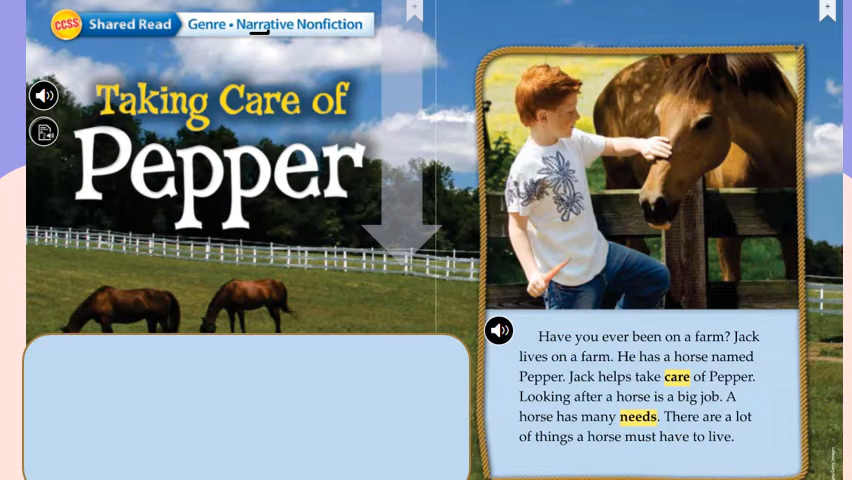 CCSS Shared Read Genre • Narrative Nonfiction
Taking Care of
Pepper
Have you ever been on a farm? Jack
lives on a farm. He has a horse named
Pepper. Jack helps take care of Pepper.
Looking after a horse is a big job. A
horse has many needs. There are a lot
of things a horse must have to live.